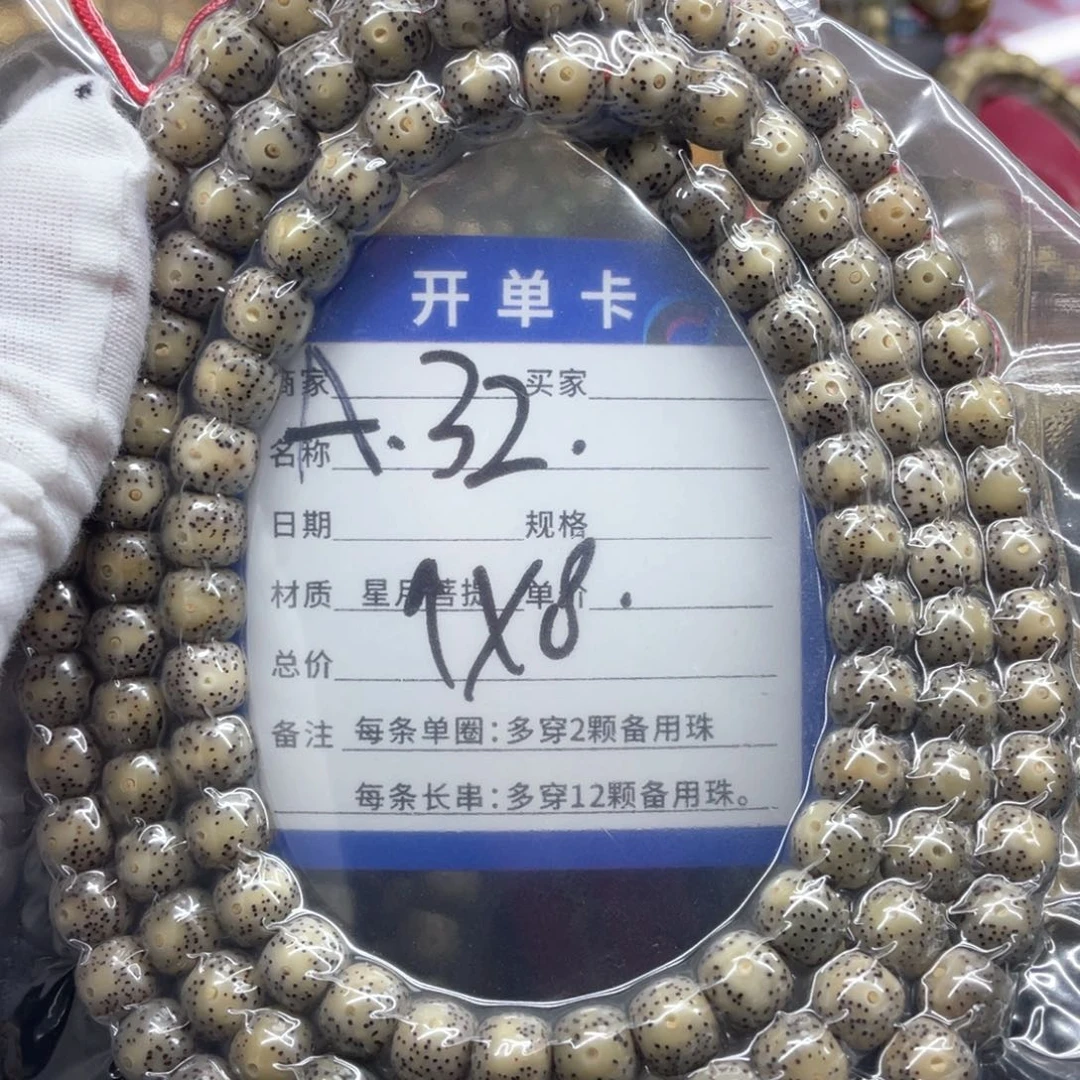 开单卡
商家 A.32. 买家
名称
日期 规格
材质 星月菩提 单价
7X8.
总价
备注 每条单圈:多穿2颗备用珠
每条长串:多穿12颗备用珠。